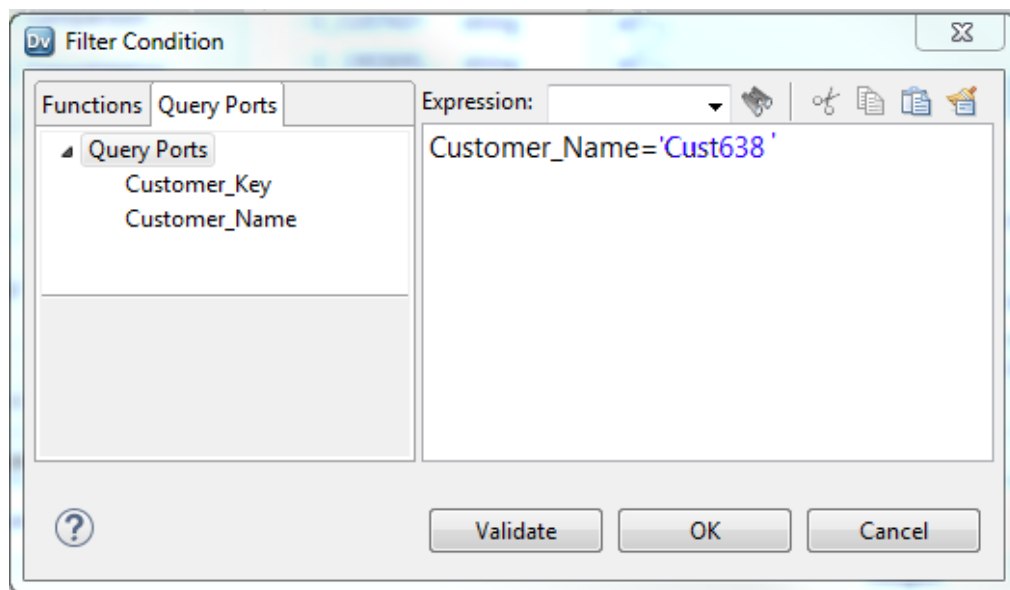 Dv Filter Condition
Functions Query Ports Expression:
Query Ports
Customer_Key
Customer_Name
Customer_Name='Cust638 '
?
Validate OK Cancel